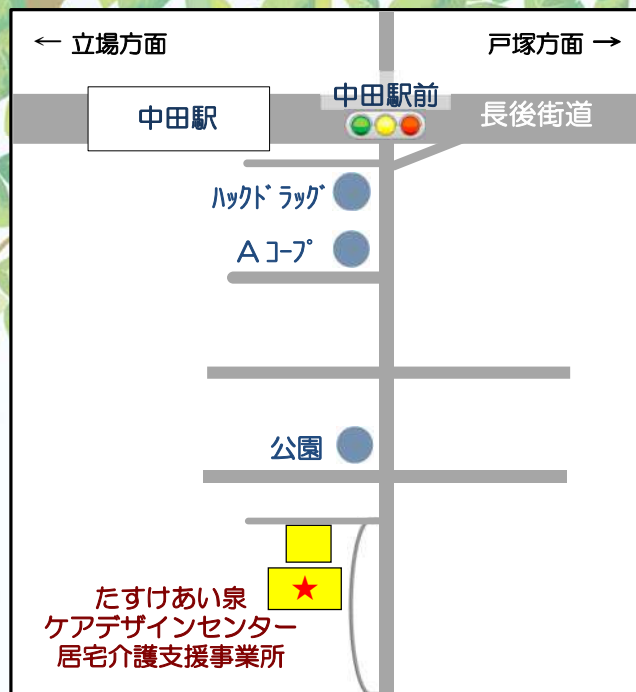 ← 立場方面
戸塚方面 →
中田駅
中田駅前
長後街道
ﾊｯｸﾄﾞﾗｯｸﾞ
Aｺｰﾌﾟ
公園
たすけあい泉
ケアデザインセンター
居宅介護支援事業所